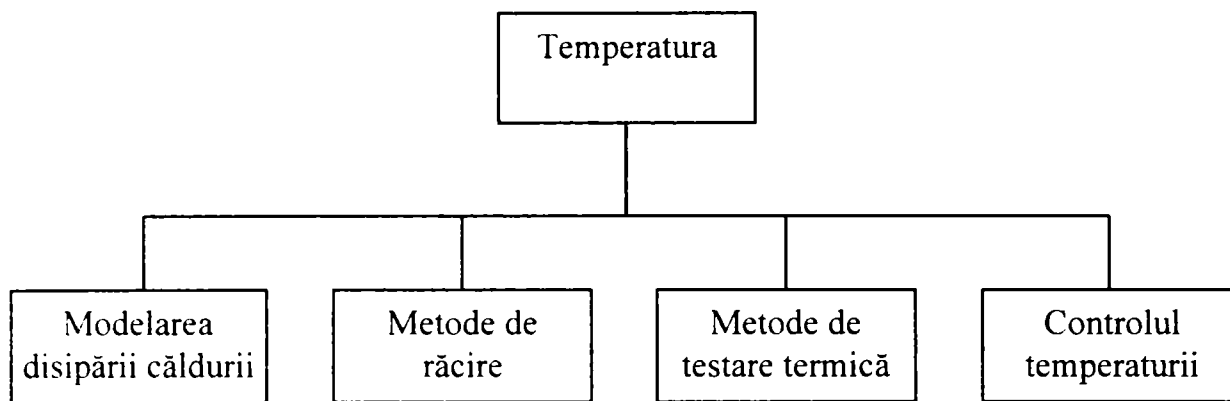 Temperatura
Modelarea
disipării căldurii
Metode de
răcire
Metode de
testare termică
Controlul
temperaturii